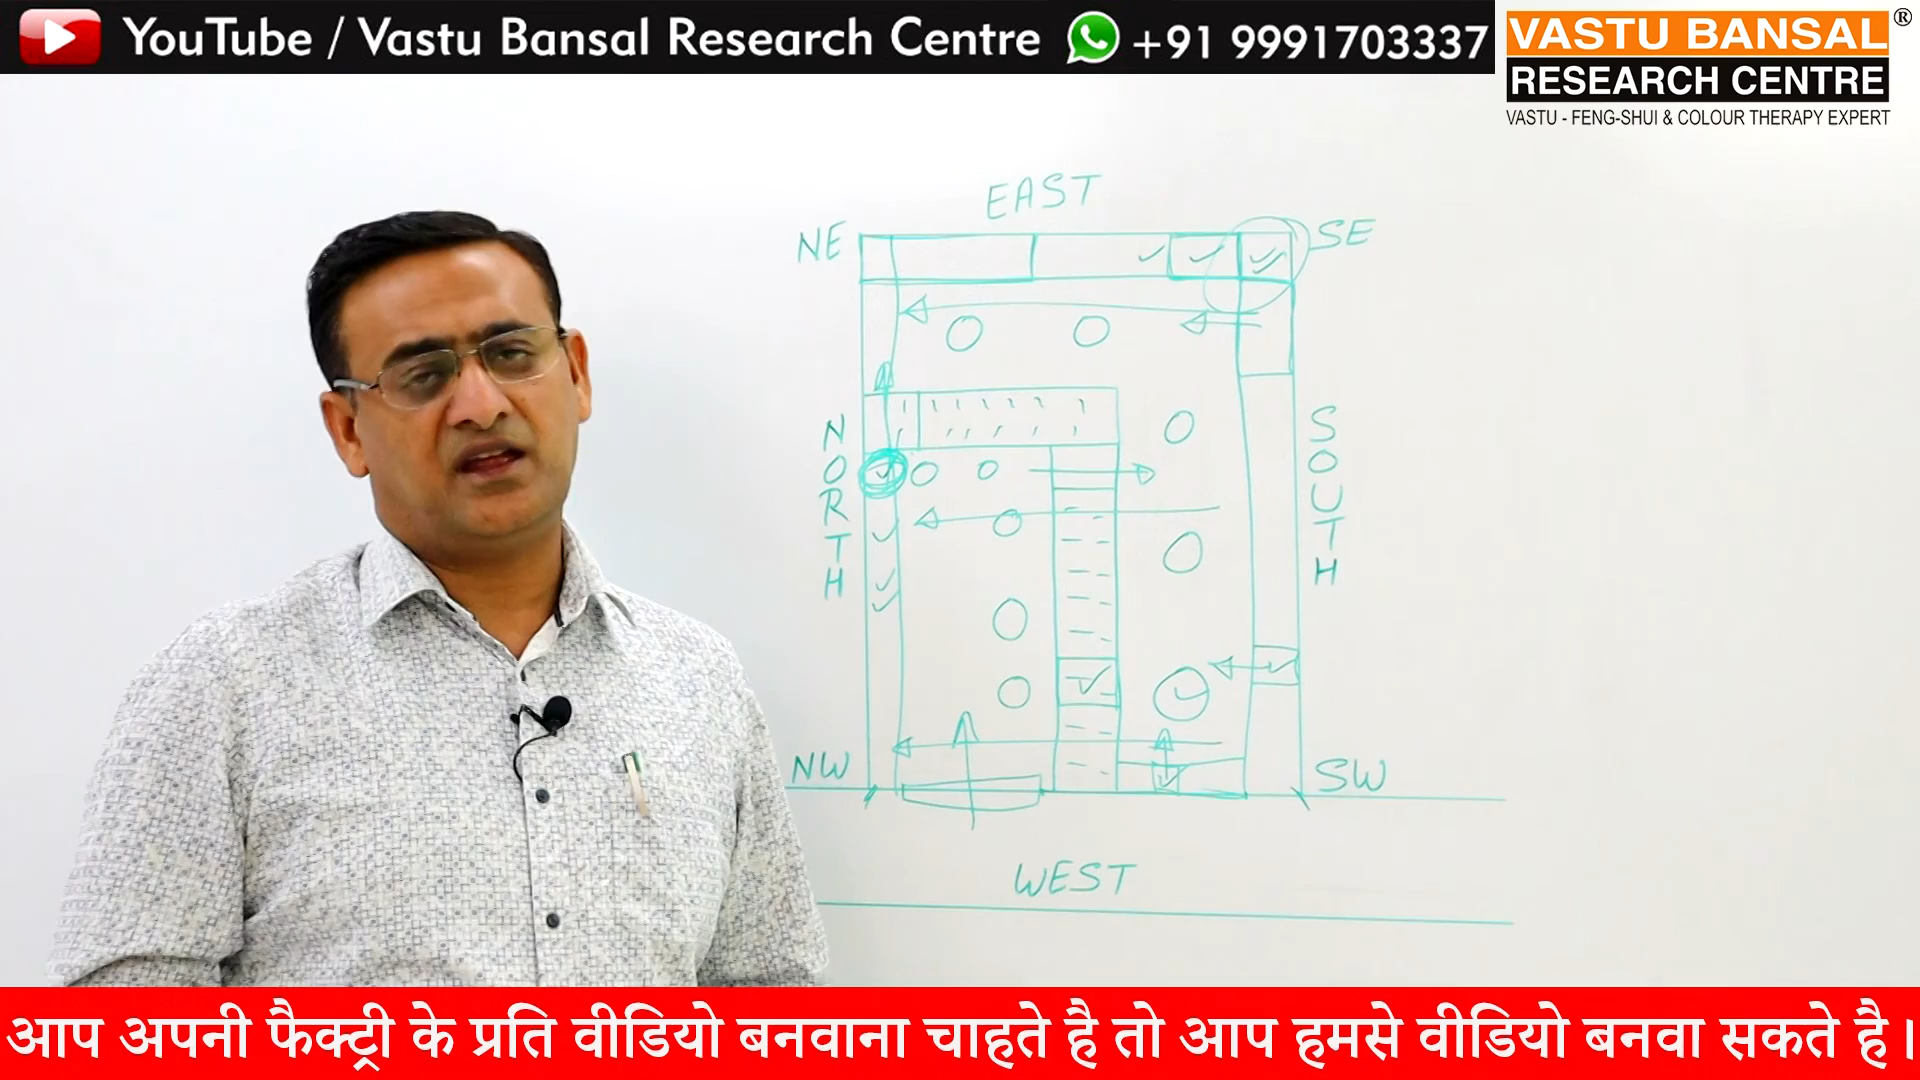 YouTube / Vastu Bansal Research Centre +91 9991703337
VASTU BANSAL®
RESEARCH CENTRE
VASTU - FENG-SHUI & COLOUR THERAPY EXPERT
EAST
NE
SE
NORTH
SOUTH
NW
SW
WEST
आप अपनी फैक्ट्री के प्रति वीडियो बनवाना चाहते है तो आप हमसे वीडियो बनवा सकते है।